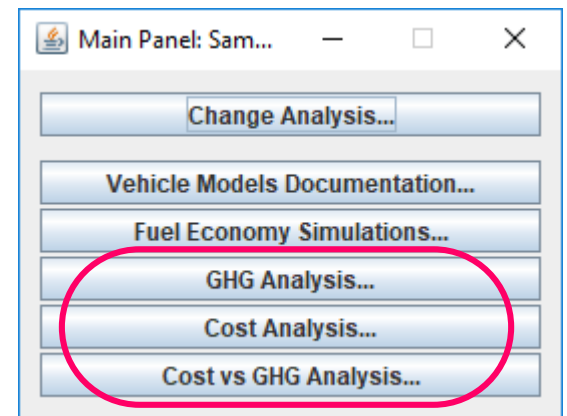 Main Panel: Sam...
Change Analysis...
Vehicle Models Documentation...
Fuel Economy Simulations...
GHG Analysis...
Cost Analysis...
Cost vs GHG Analysis...